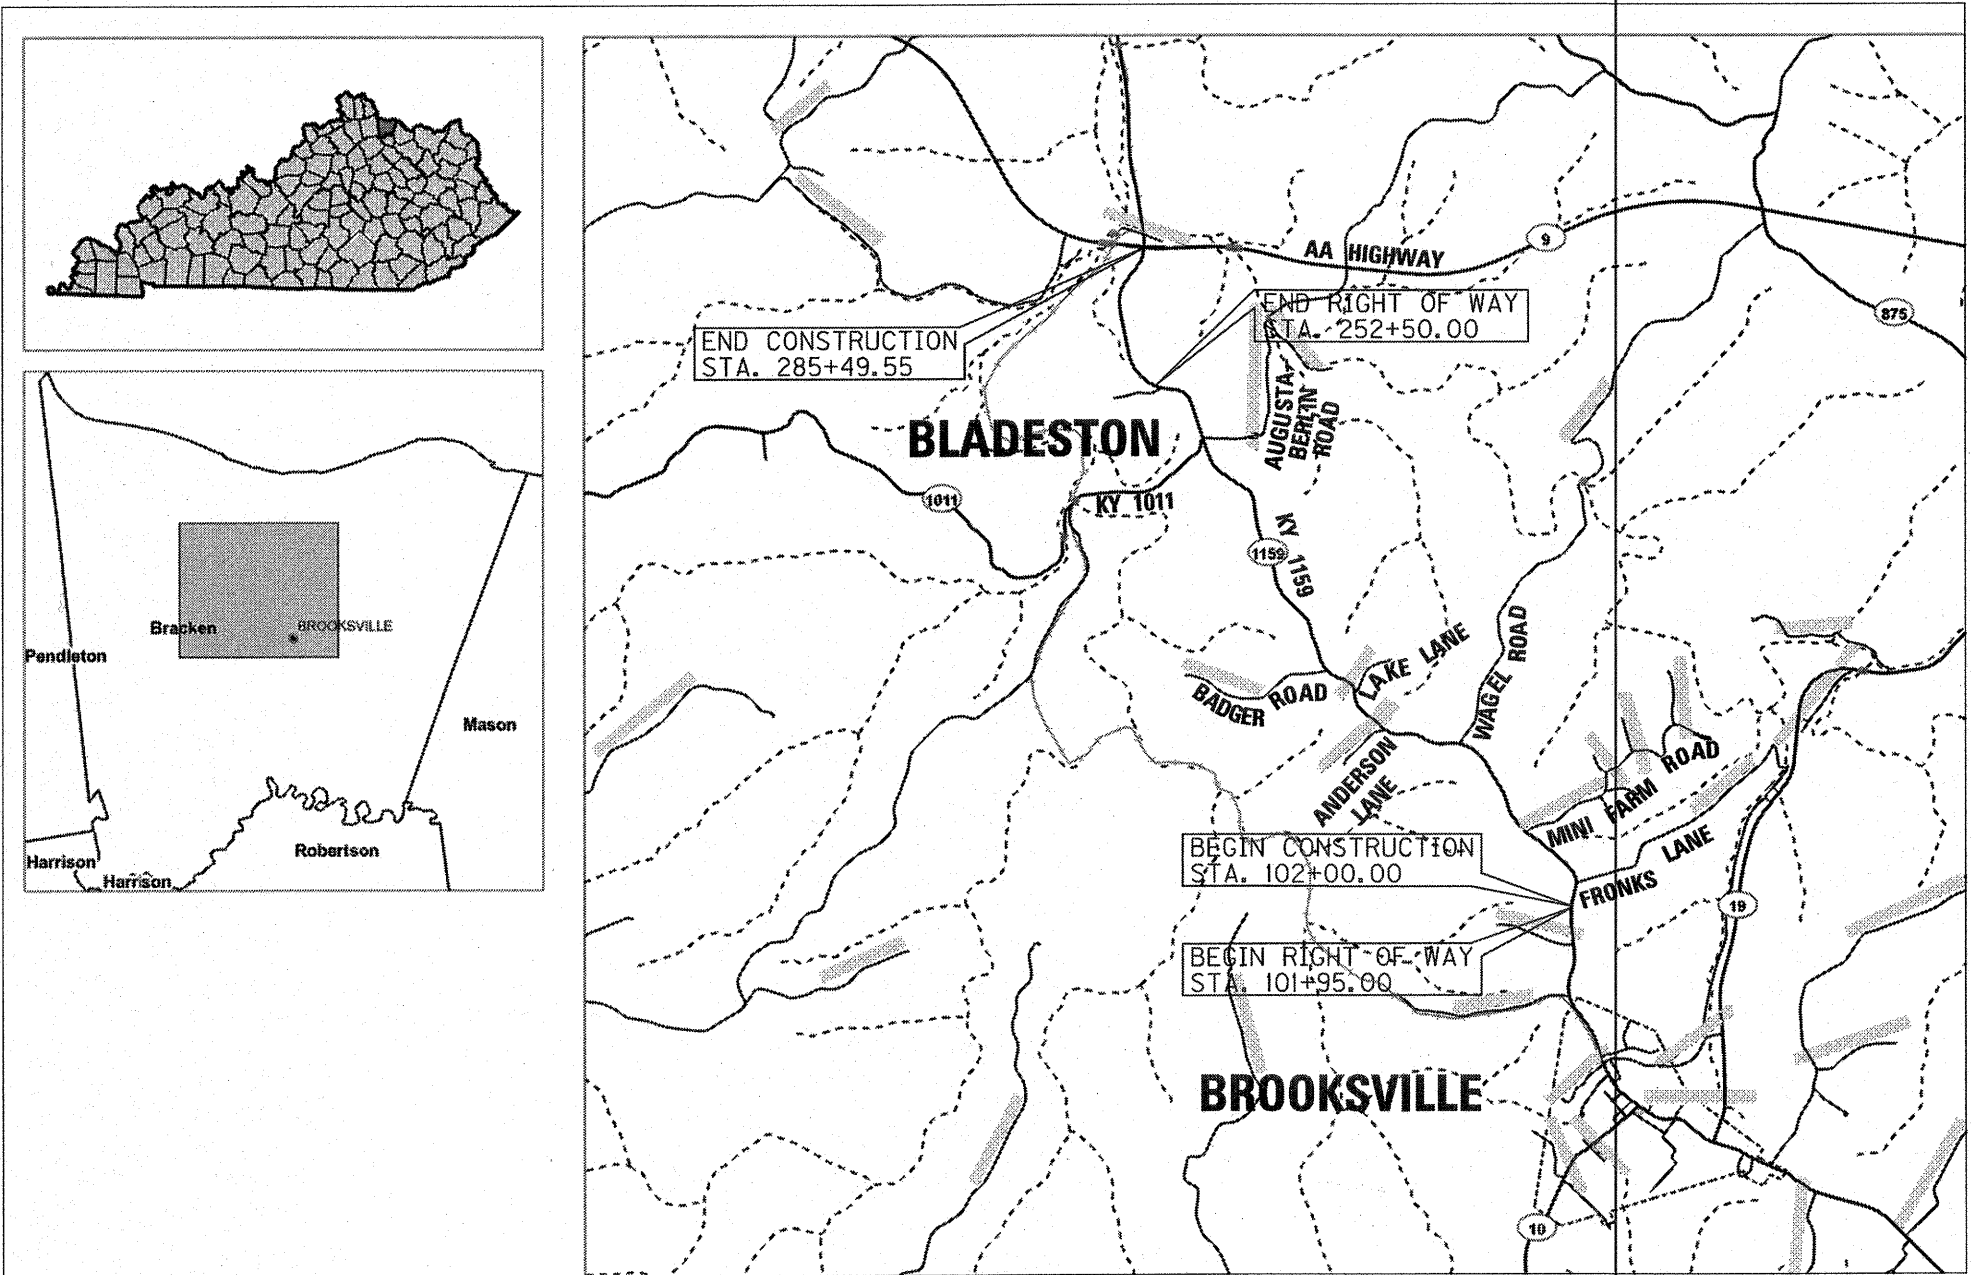 Bracken
BROOKSVILLE
Pendleton
Mason
Harrison
Harrison
Robertson
AA HIGHWAY
9
END RIGHT OF WAY
STA. 252+50.00
875
END CONSTRUCTION
STA. 285+49.55
AUGUSTA-
BERLIN
ROAD
BLADESTON
1011
KY 1011
1159
KY 1159
LAKE LANE
WAGEL ROAD
BADGER ROAD
ANDERSON
LANE
MINI FARM ROAD
BEGIN CONSTRUCTION
STA. 102+00.00
FRONKS LANE
19
BEGIN RIGHT OF WAY
STA. 101+95.00
BROOKSVILLE
10